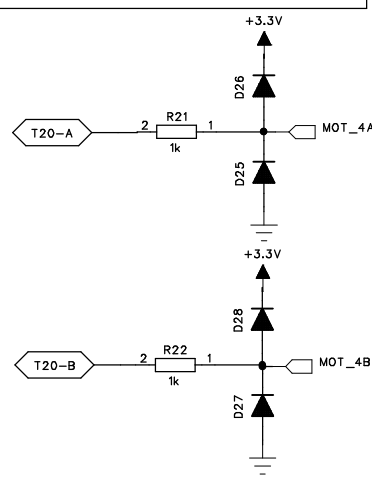 +3.3V
D26
R21
T20-A
2
1
MOT_4A
1k
D25
+3.3V
D28
R22
T20-B
2
1
MOT_4B
1k
D27